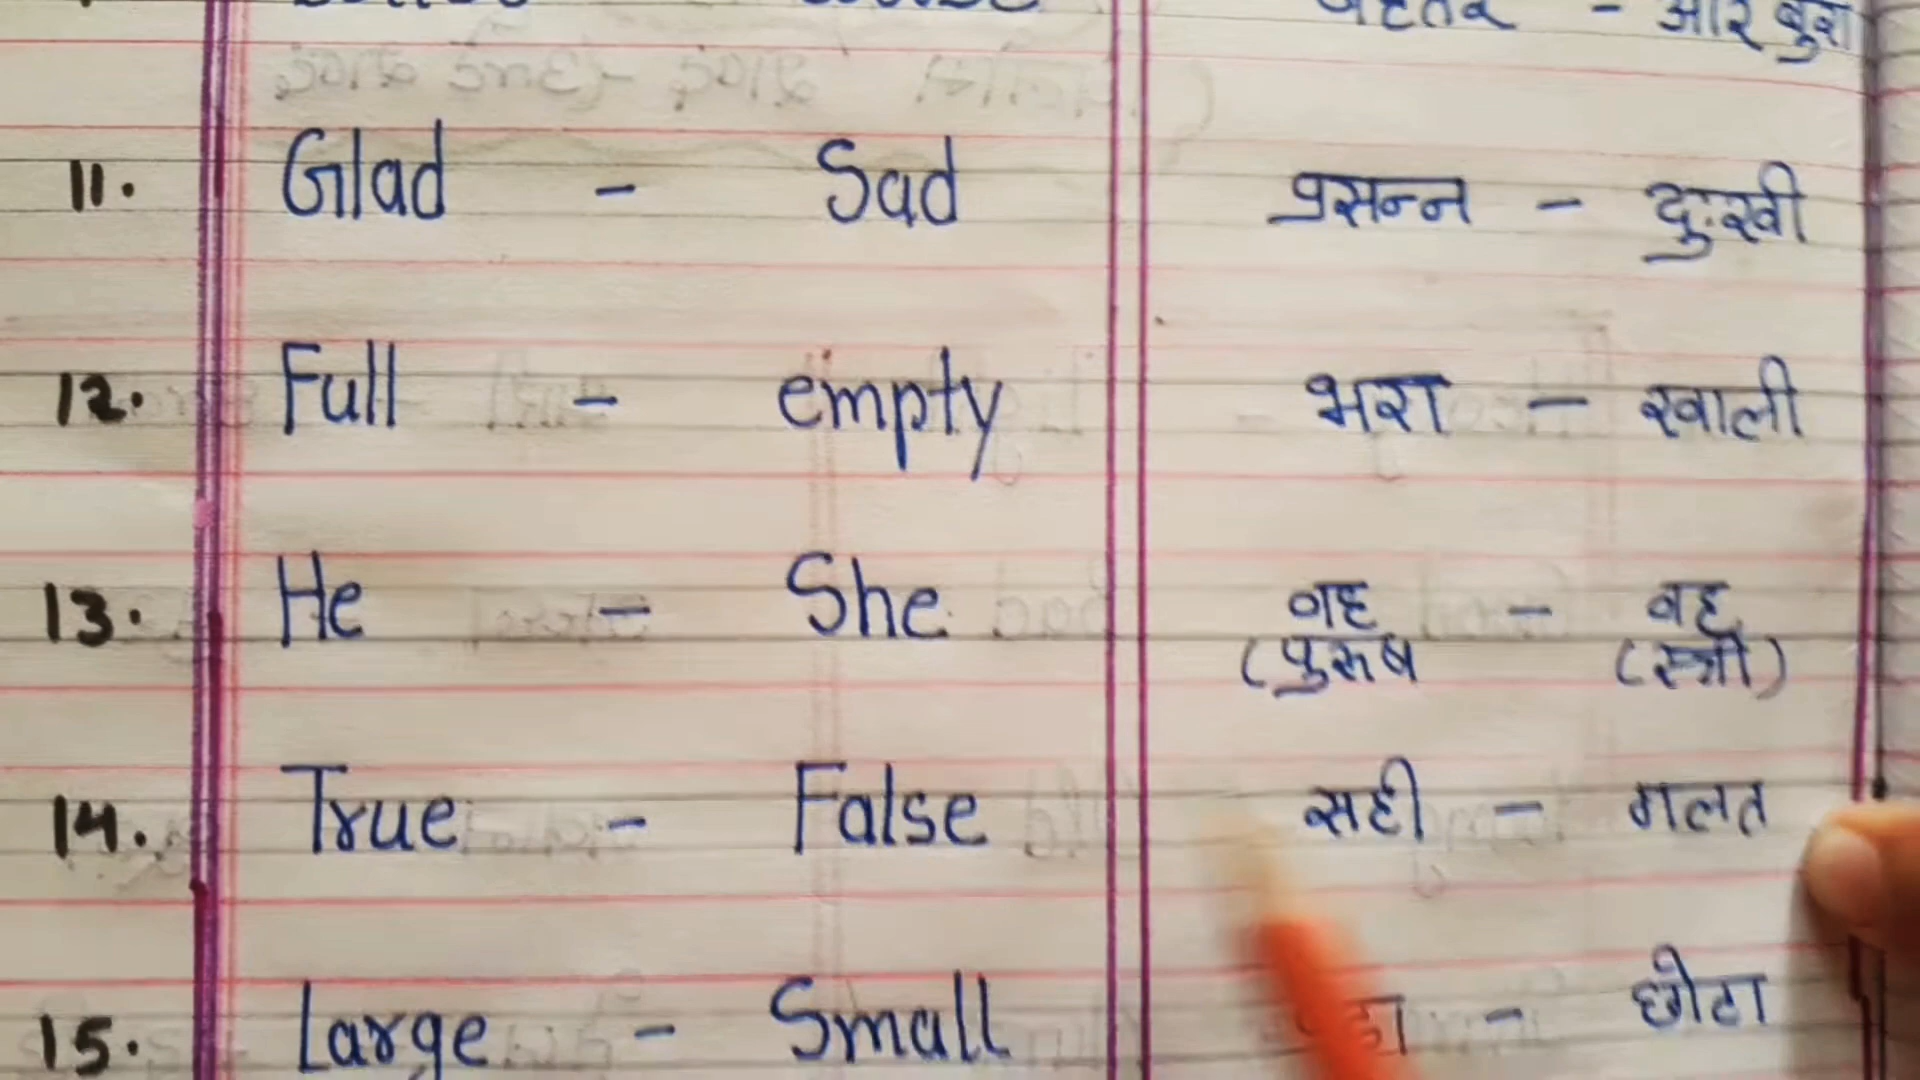 - और बुरा
11. Glad - Sad प्रसन्न - दुःखी
12. Full - empty भरा - खाली
13. He - She वह - वह
(पुरुष (स्त्री)
14. True - False सही - गलत
15. Large - Small - छोटा